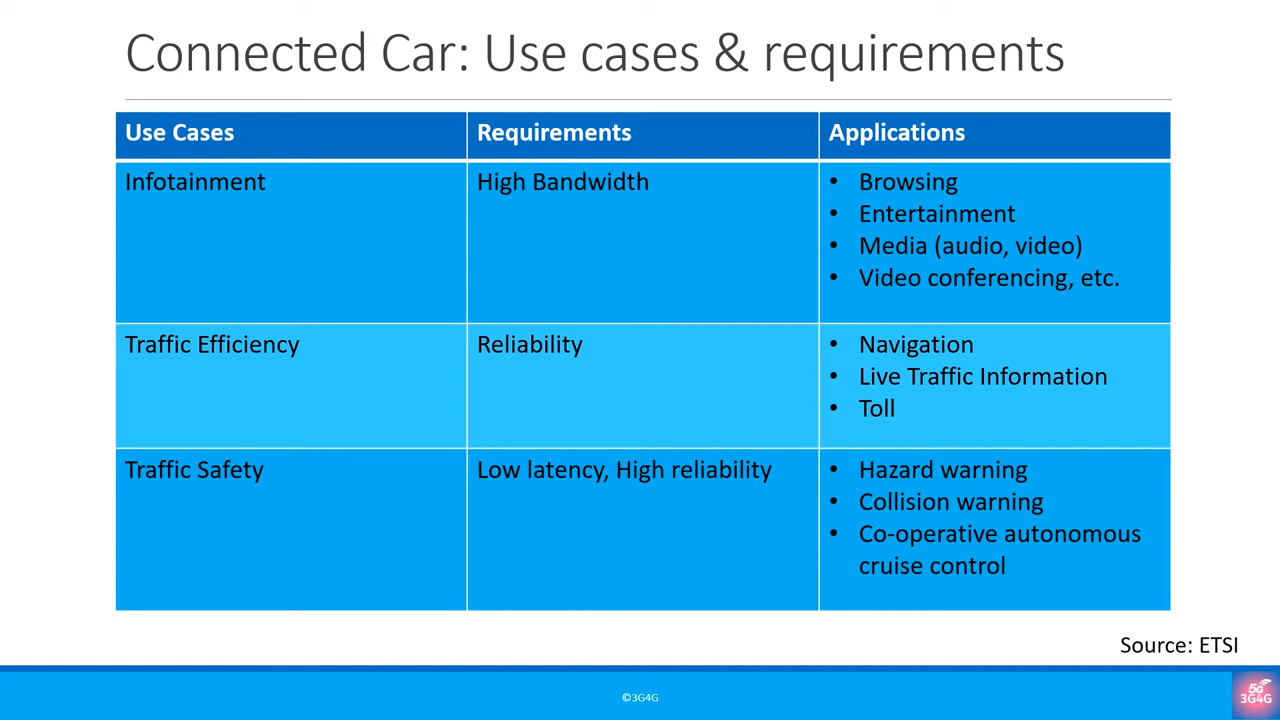 Connected Car: Use cases & requirements
Use Cases
Requirements
Applications
Infotainment
High Bandwidth
• Browsing
• Entertainment
• Media (audio, video)
• Video conferencing, etc.
Traffic Efficiency
Reliability
• Navigation
• Live Traffic Information
• Toll
Traffic Safety
Low latency, High reliability
• Hazard warning
• Collision warning
• Co-operative autonomous
cruise control
Source: ETSI
©3G4G
5G
3G4G